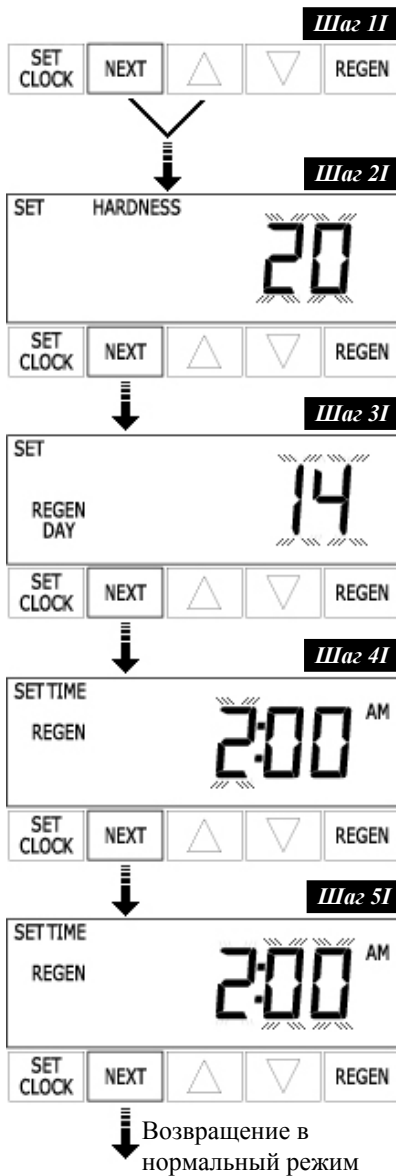 Шаг 1I
SET CLOCK NEXT REGEN
Шаг 2I
SET HARDNESS
20
SET CLOCK NEXT REGEN
Шаг 3I
SET
14
REGEN
DAY
SET CLOCK NEXT REGEN
Шаг 4I
SET TIME
2:00 AM
REGEN
SET CLOCK NEXT REGEN
Шаг 5I
SET TIME
2:00 AM
REGEN
SET CLOCK NEXT REGEN
Возвращение в
нормальный режим